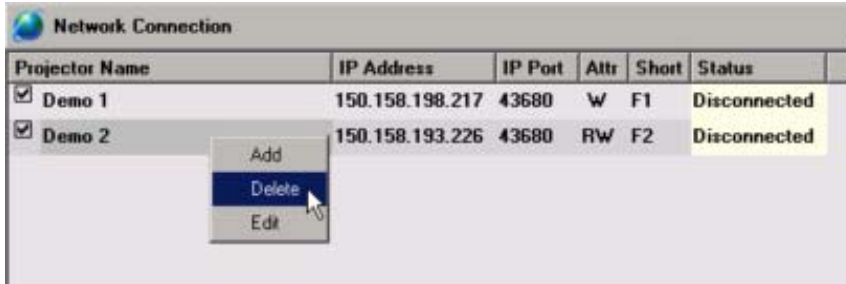 Network Connection
Projector Name IP Address IP Port Attr Short Status
Demo 1 150.158.198.217 43680 W F1 Disconnected
Demo 2 150.158.193.226 43680 RW F2 Disconnected
Add
Delete
Edit